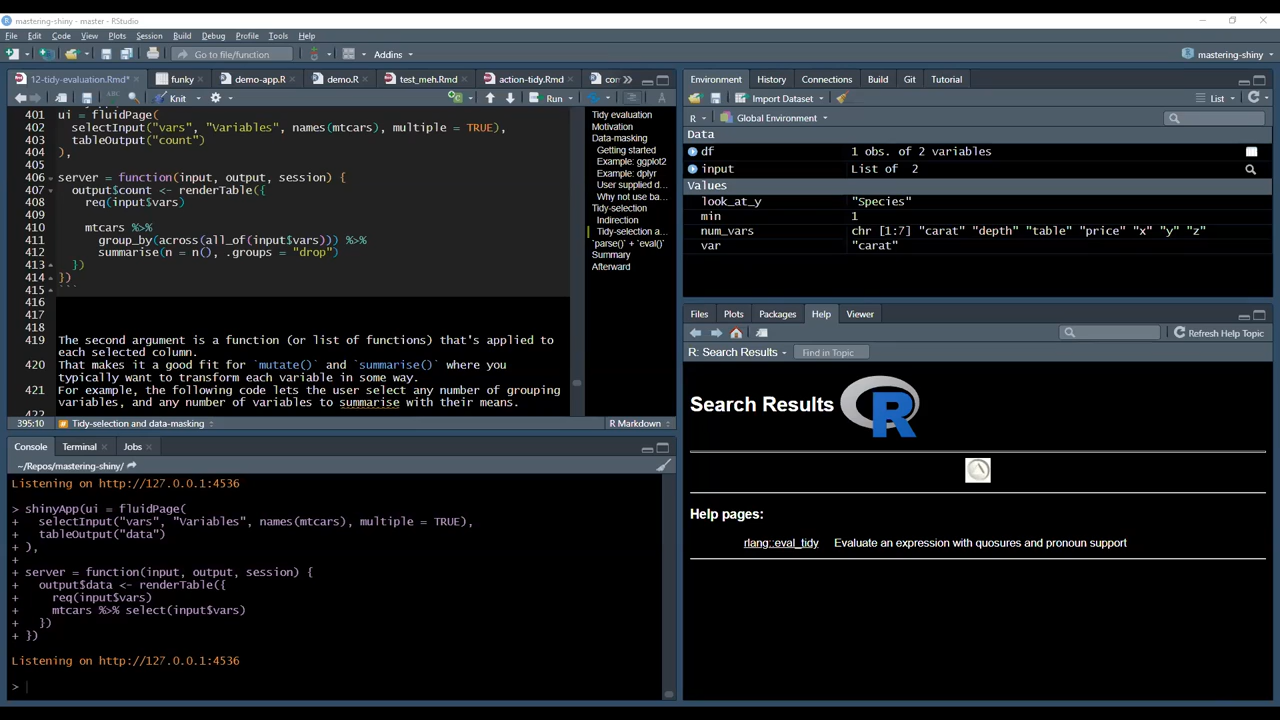 mastering-shiny - master - RStudio
File Edit Code View Plots Session Build Debug Profile Tools Help
Go to file/function Addins mastering-shiny
12-tidy-evaluation.Rmd* funky demo-app.R demo.R test_meh.Rmd action-tidy.Rmd
Knit Run
401 ui = fluidPage(
402 selectInput("vars", "Variables", names(mtcars), multiple = TRUE),
403 tableOutput("count")
404 ),
405
406 server = function(input, output, session) {
407 output$count <- renderTable({
408 req(input$vars)
409
410 mtcars %>%
411 group_by(across(all_of(input$vars))) %>%
412 summarise(n = n(), .groups = "drop")
413 })
414 })
415 ```
416
417
418
419 The second argument is a function (or list of functions) that's applied to
each selected column.
420 That makes it a good fit for `mutate()` and `summarise()` where you
typically want to transform each variable in some way.
421 For example, the following code lets the user select any number of grouping
variables, and any number of variables to summarise with their means.
422
395:10 Tidy-selection and data-masking R Markdown
Tidy evaluation
Motivation
Data-masking
Getting started
Example: ggplot2
Example: dplyr
User supplied d...
Why not use ba...
Tidy-selection
Indirection
Tidy-selection a...
`parse()` + `eval()`
Summary
Afterward
Console Terminal Jobs
~/Repos/mastering-shiny/
Listening on http://127.0.0.1:4536
> shinyApp(ui = fluidPage(
+ selectInput("vars", "Variables", names(mtcars), multiple = TRUE),
+ tableOutput("data")
+ ),
+
+ server = function(input, output, session) {
+ output$data <- renderTable({
+ req(input$vars)
+ mtcars %>% select(input$vars)
+ })
+ })
Listening on http://127.0.0.1:4536
>
Environment History Connections Build Git Tutorial
Import Dataset List
R Global Environment
Data
df 1 obs. of 2 variables
input List of 2
Values
look_at_y "Species"
min 1
num_vars chr [1:7] "carat" "depth" "table" "price" "x" "y" "z"
var "carat"
Files Plots Packages Help Viewer
Refresh Help Topic
R: Search Results Find in Topic
Search Results R
Help pages:
rlang::eval_tidy Evaluate an expression with quosures and pronoun support